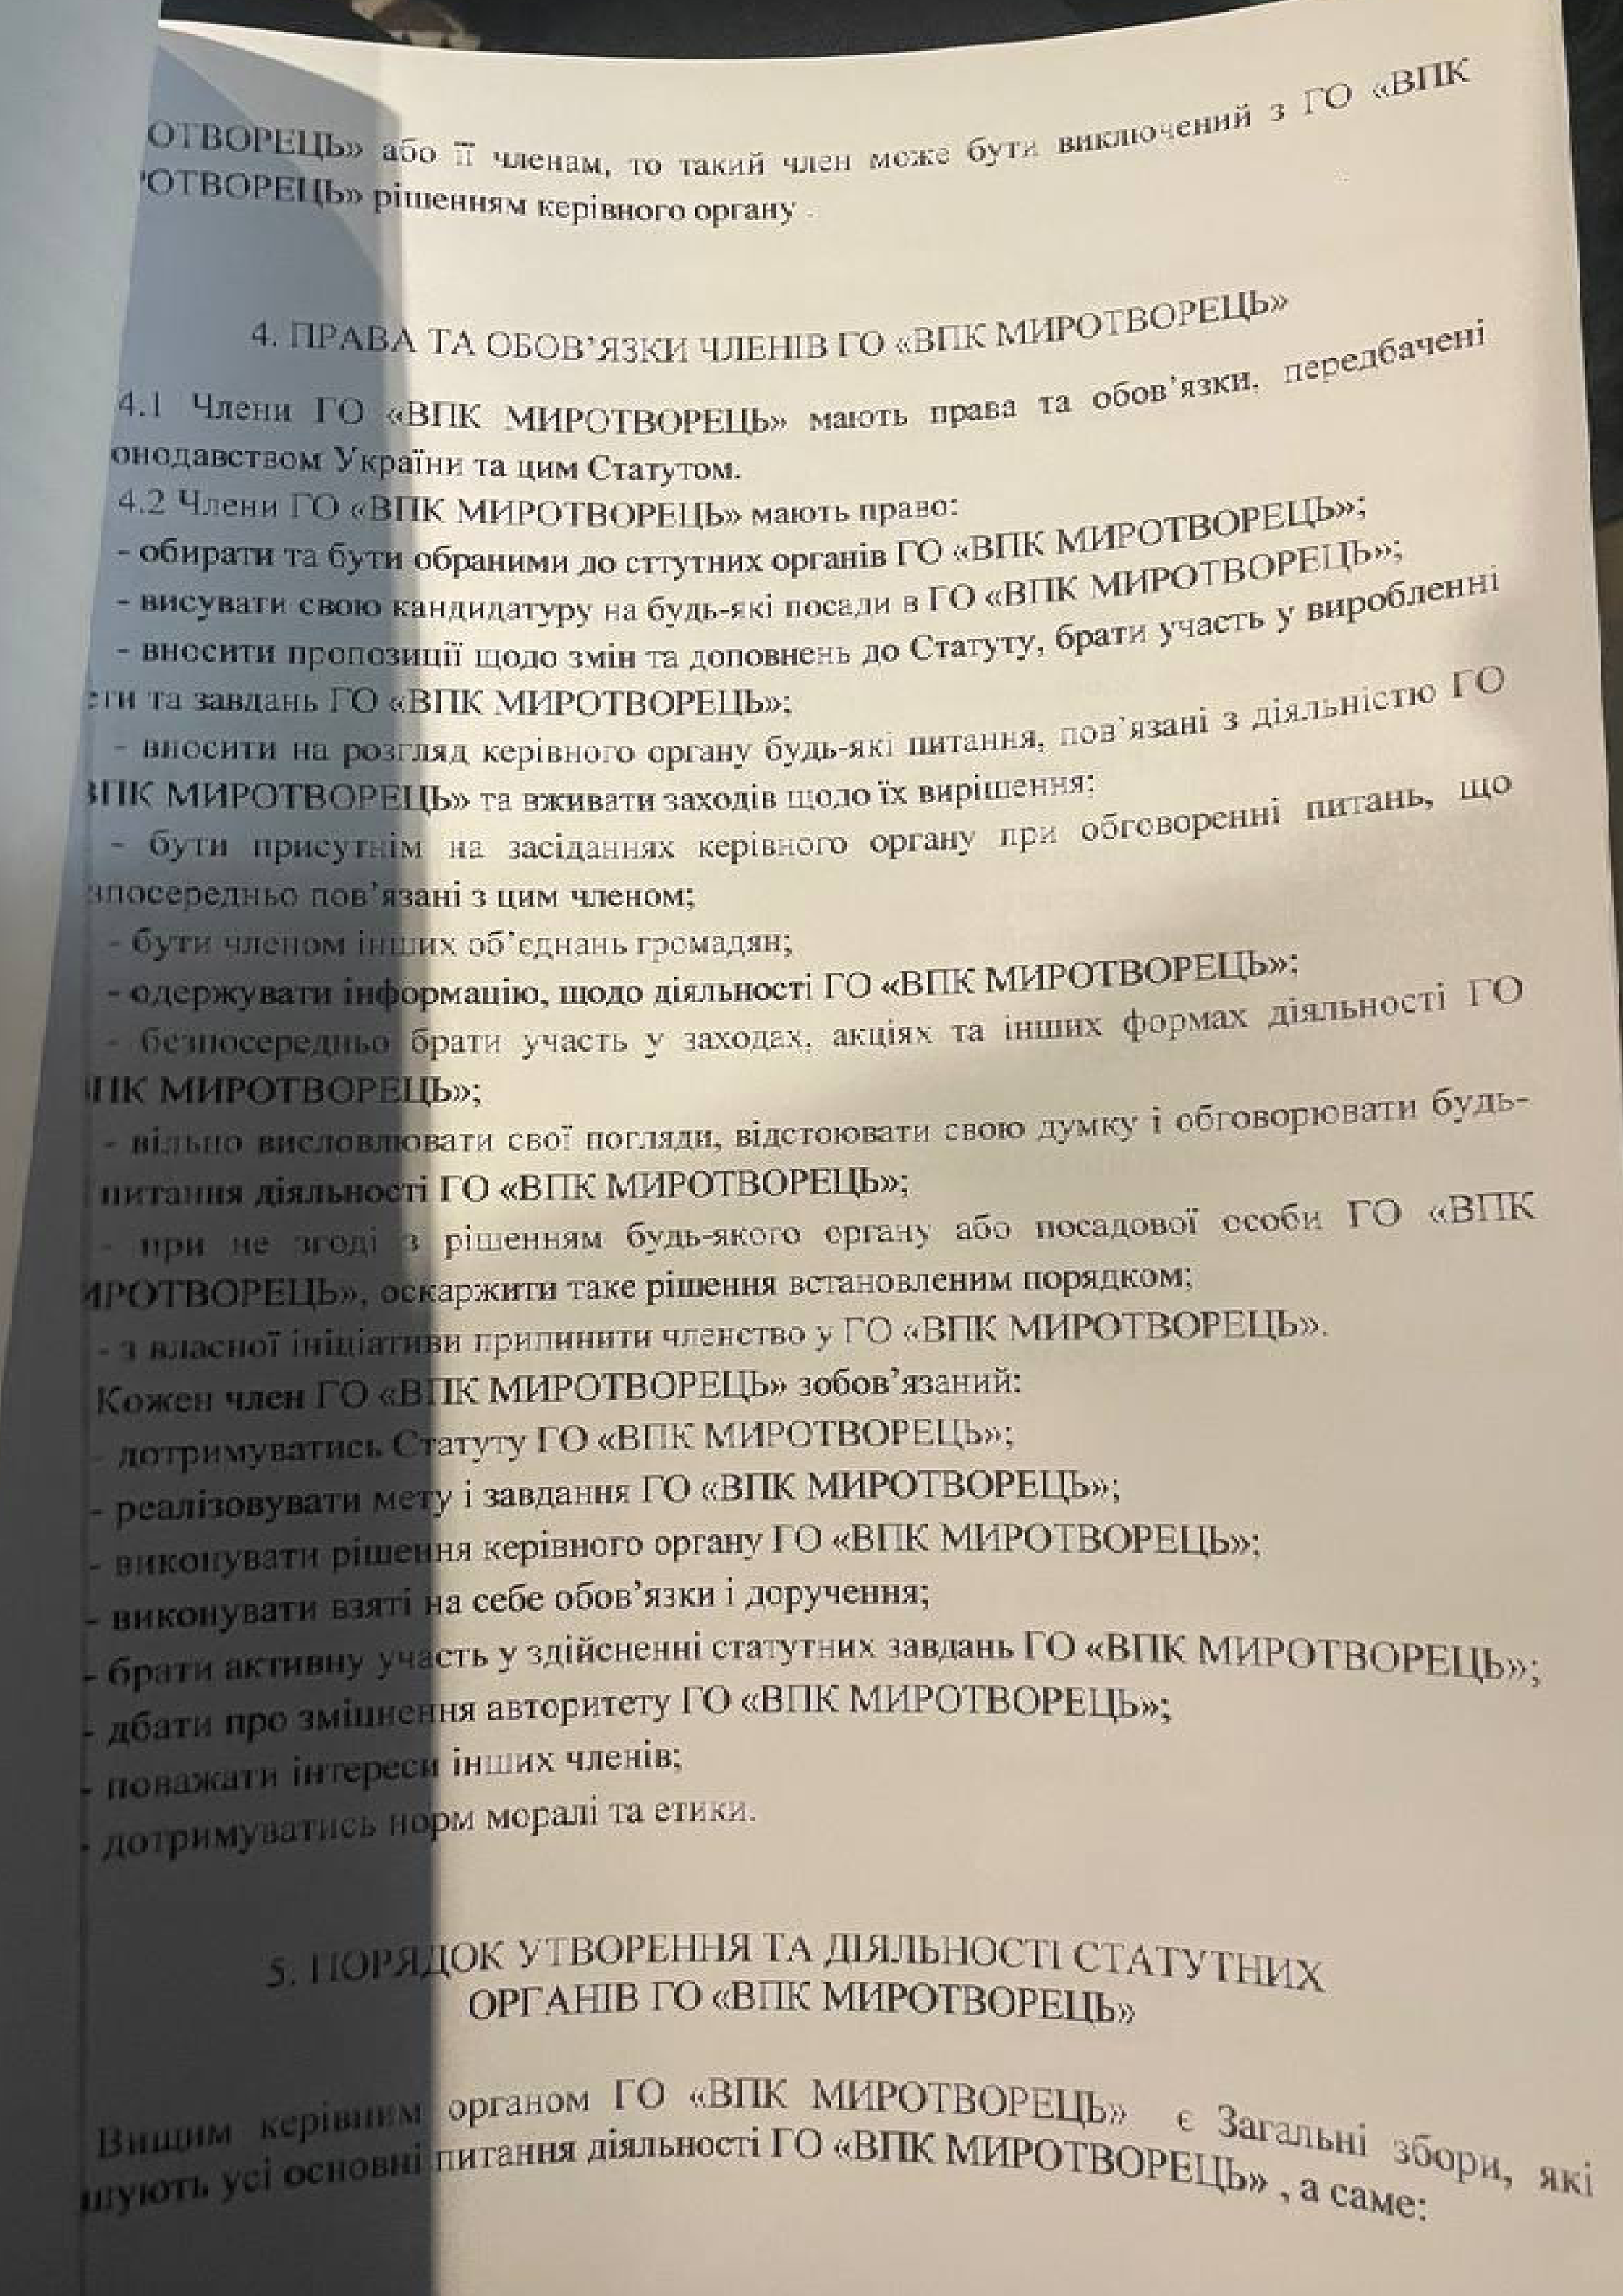 ОТВОРЕЦЬ» або її членам, то такий член може бути виключений з ГО «ВПК
'ОТВОРЕЦЬ» рішенням керівного органу .
4. ПРАВА ТА ОБОВ'ЯЗКИ ЧЛЕНІВ ГО «ВПК МИРОТВОРЕЦЬ»
4.1 Члени ГО «ВПК МИРОТВОРЕЦЬ» мають права та обов'язки, передбачені
онодавством України та цим Статутом.
4.2 Члени ГО «ВПК МИРОТВОРЕЦЬ» мають право:
- обирати та бути обраними до сттутних органів ГО «ВПК МИРОТВОРЕЦЬ»;
- висувати свою кандидатуру на будь-які посади в ГО «ВПК МИРОТВОРЕЦЬ»;
- вносити пропозиції щодо змін та доповнень до Статуту, брати участь у виробленні
ети та завдань ГО «ВПК МИРОТВОРЕЦЬ»;
- вносити на розгляд керівного органу будь-які питання, пов'язані з діяльністю ГО
ВПК МИРОТВОРЕЦЬ» та вживати заходів щодо їх вирішення;
- бути присутнім на засіданнях керівного органу при обговоренні питань, що
зпосередньо пов'язані з цим членом;
- бути членом інших об'єднань громадян;
- одержувати інформацію, щодо діяльності ГО «ВПК МИРОТВОРЕЦЬ»;
- безпосередньо брати участь у заходах, акціях та інших формах діяльності ГО
ВПК МИРОТВОРЕЦЬ»;
- вільно висловлювати свої погляди, відстоювати свою думку і обговорювати будь-
і питання діяльності ГО «ВПК МИРОТВОРЕЦЬ»;
- при не згоді з рішенням будь-якого органу або посадової особи ГО «ВПК
ИРОТВОРЕЦЬ», оскаржити таке рішення встановленим порядком;
- з власної ініціативи припинити членство у ГО «ВПК МИРОТВОРЕЦЬ».
Кожен член ГО «ВПК МИРОТВОРЕЦЬ» зобов'язаний:
- дотримуватись Статуту ГО «ВПК МИРОТВОРЕЦЬ»;
- реалізовувати мету і завдання ГО «ВПК МИРОТВОРЕЦЬ»;
- виконувати рішення керівного органу ГО «ВПК МИРОТВОРЕЦЬ»;
- виконувати взяті на себе обов'язки і доручення;
- брати активну участь у здійсненні статутних завдань ГО «ВПК МИРОТВОРЕЦЬ»;
- дбати про зміцнення авторитету ГО «ВПК МИРОТВОРЕЦЬ»;
- поважати інтереси інших членів;
- дотримуватись норм моралі та етики.
5. ПОРЯДОК УТВОРЕННЯ ТА ДІЯЛЬНОСТІ СТАТУТНИХ
ОРГАНІВ ГО «ВПК МИРОТВОРЕЦЬ»
Вищим керівним органом ГО «ВПК МИРОТВОРЕЦЬ» є Загальні збори, які
шують усі основні питання діяльності ГО «ВПК МИРОТВОРЕЦЬ» , а саме: